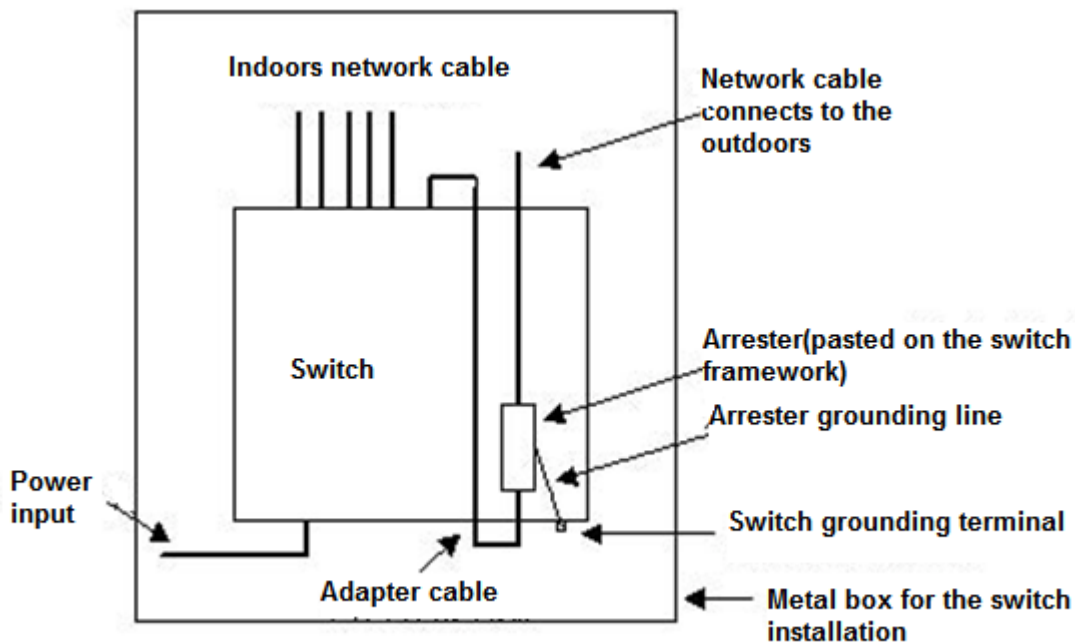 Indoors network cable
Network cable
connects to the
outdoors
Switch
Arrester(pasted on the switch
framework)
Arrester grounding line
Power
input
Switch grounding terminal
Adapter cable
Metal box for the switch
installation